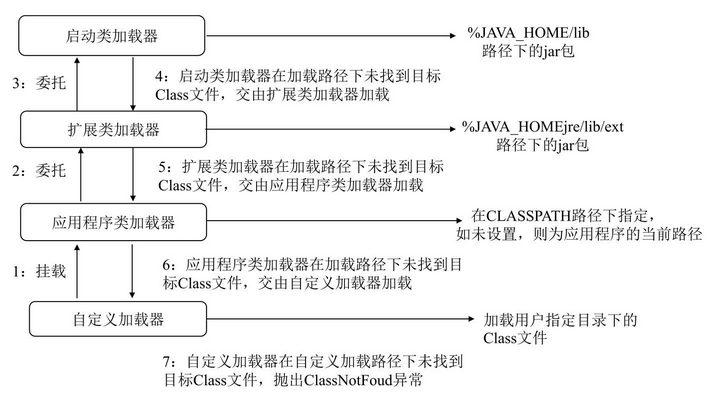 启动类加载器
%JAVA_HOME/lib
路径下的jar包
3：委托
4：启动类加载器在加载路径下未找到目标
Class文件，交由扩展类加载器加载
扩展类加载器
%JAVA_HOMEjre/lib/ext
路径下的jar包
2：委托
5：扩展类加载器在加载路径下未找到目标
Class文件，交由应用程序类加载器加载
应用程序类加载器
在CLASSPATH路径下指定，
如未设置，则为应用程序的当前路径
1：挂载
6：应用程序类加载器在加载路径下未找到目
标Class文件，交由自定义加载器加载
自定义加载器
加载用户指定目录下的
Class文件
7：自定义加载器在自定义加载路径下未找到
目标Class文件，抛出ClassNotFoud异常